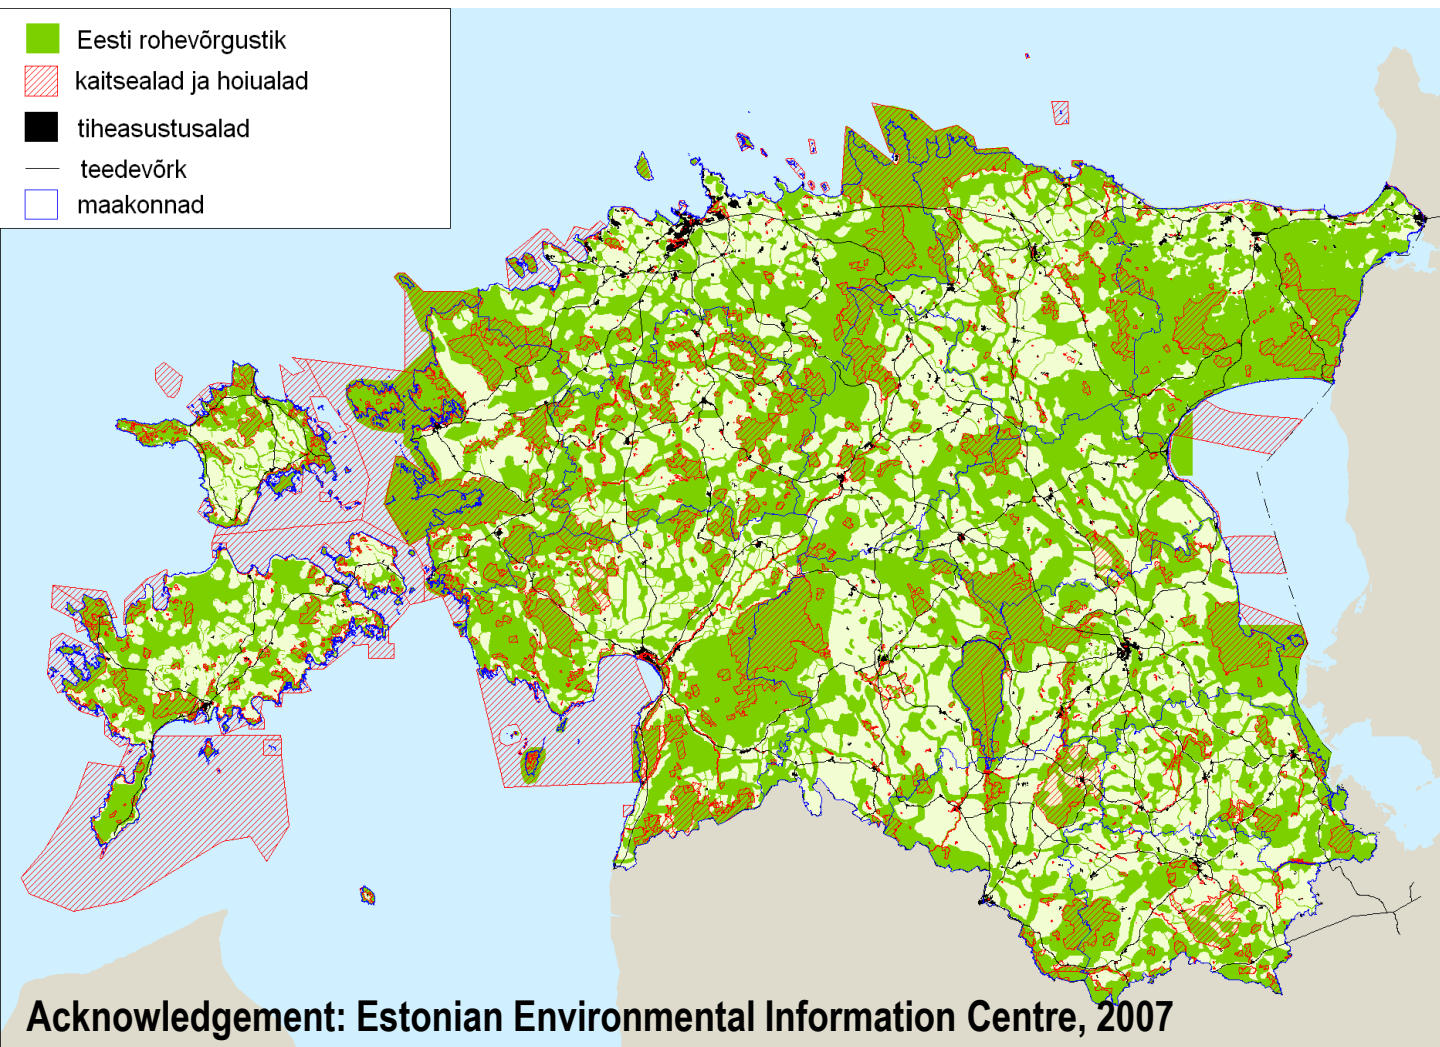 Eesti rohevõrgustik
kaitsealad ja hoiualad
tiheasustusalad
teedevõrk
maakonnad
Acknowledgement: Estonian Environmental Information Centre, 2007